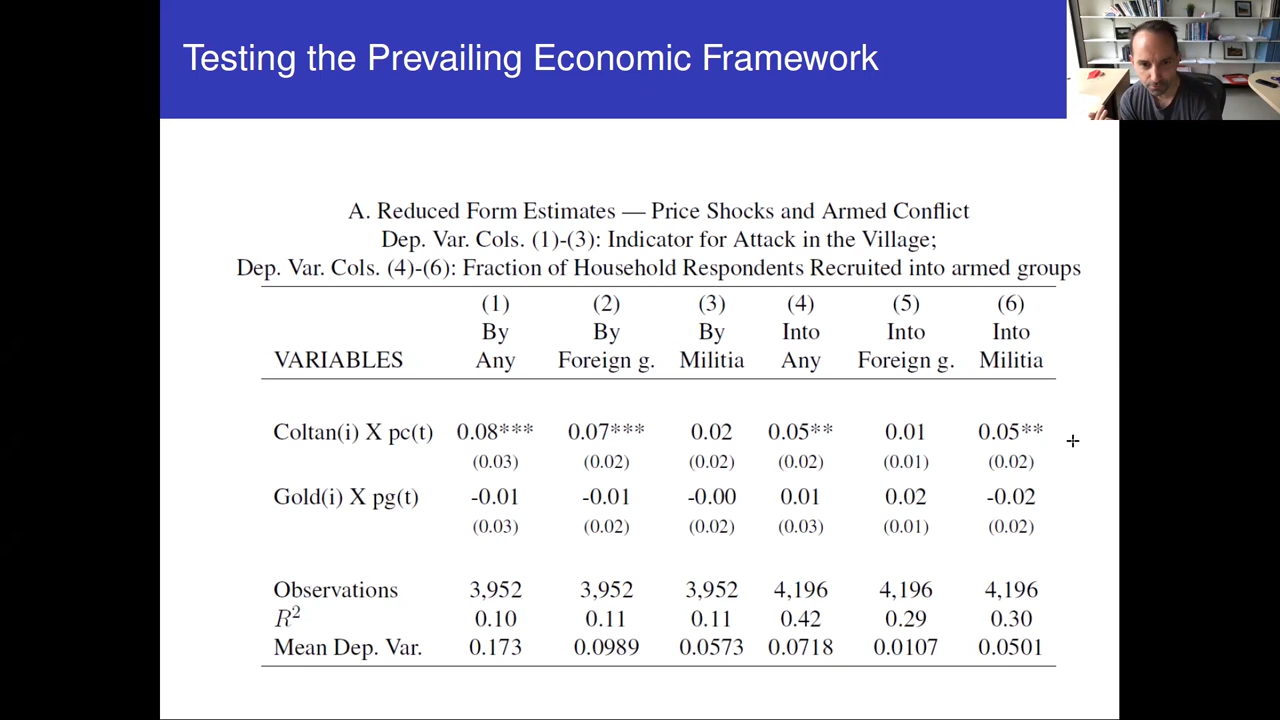 Testing the Prevailing Economic Framework
A. Reduced Form Estimates — Price Shocks and Armed Conflict
Dep. Var. Cols. (1)-(3): Indicator for Attack in the Village;
Dep. Var. Cols. (4)-(6): Fraction of Household Respondents Recruited into armed groups
(1) (2) (3) (4) (5) (6)
By By By Into Into Into
VARIABLES Any Foreign g. Militia Any Foreign g. Militia
Coltan(i) X pc(t) 0.08*** 0.07*** 0.02 0.05** 0.01 0.05**
(0.03) (0.02) (0.02) (0.02) (0.01) (0.02)
Gold(i) X pg(t) -0.01 -0.01 -0.00 0.01 0.02 -0.02
(0.03) (0.02) (0.02) (0.03) (0.01) (0.02)
Observations 3,952 3,952 3,952 4,196 4,196 4,196
R² 0.10 0.11 0.11 0.42 0.29 0.30
Mean Dep. Var. 0.173 0.0989 0.0573 0.0718 0.0107 0.0501